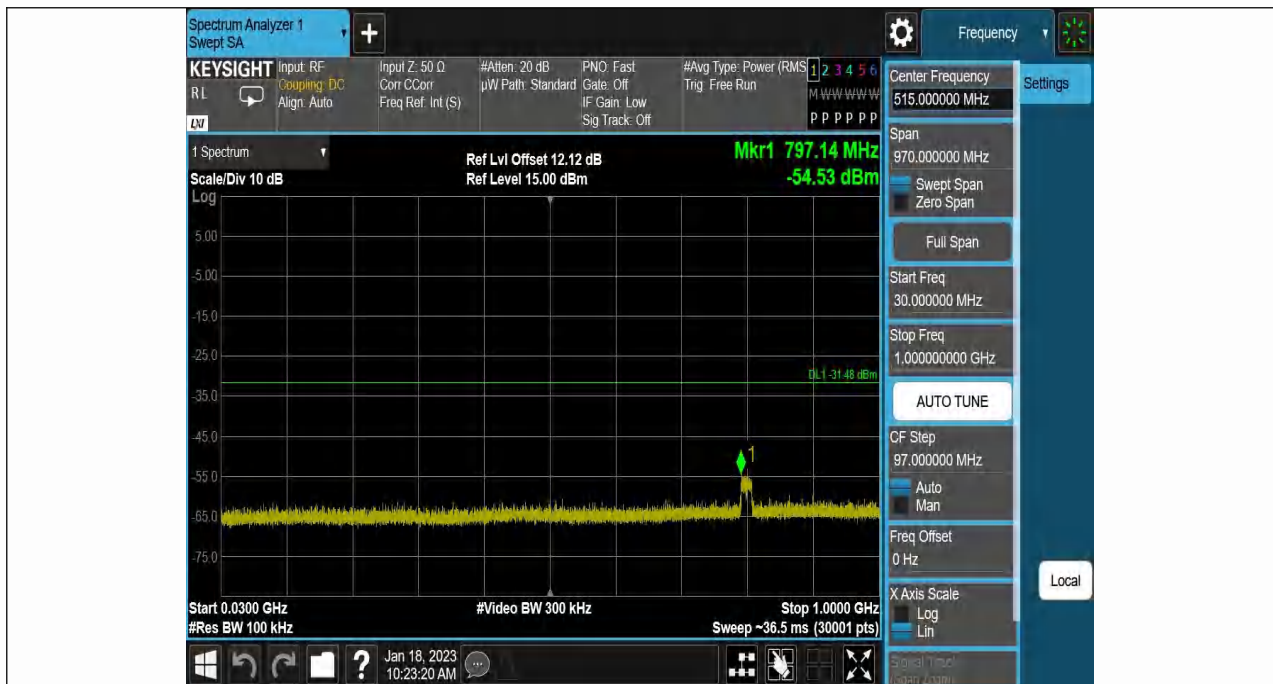 Spectrum Analyzer 1
Swept SA
+
Frequency
KEYSIGHT
RL
LXI
Input: RF
Coupling: DC
Align: Auto
Input Z: 50 Ω
Corr CCorr
Freq Ref: Int (S)
#Atten: 20 dB
µW Path: Standard
PNO: Fast
Gate: Off
IF Gain: Low
Sig Track: Off
#Avg Type: Power (RMS
Trig: Free Run
1 2 3 4 5 6
M W W W W W
P P P P P P
Center Frequency
515.000000 MHz
Settings
1 Spectrum
Ref Lvl Offset 12.12 dB
Mkr1 797.14 MHz
Scale/Div 10 dB
Ref Level 15.00 dBm
-54.53 dBm
Log
5.00
-5.00
-15.0
-25.0
DL1 -31.48 dBm
-35.0
-45.0
1
-55.0
-65.0
-75.0
Start 0.0300 GHz
#Video BW 300 kHz
Stop 1.0000 GHz
#Res BW 100 kHz
Sweep ~36.5 ms (30001 pts)
Span
970.000000 MHz
Swept Span
Zero Span
Full Span
Start Freq
30.000000 MHz
Stop Freq
1.000000000 GHz
AUTO TUNE
CF Step
97.000000 MHz
Auto
Man
Freq Offset
0 Hz
X Axis Scale
Log
Lin
Signal Track
(Span Zoom)
Local
?
Jan 18, 2023
10:23:20 AM